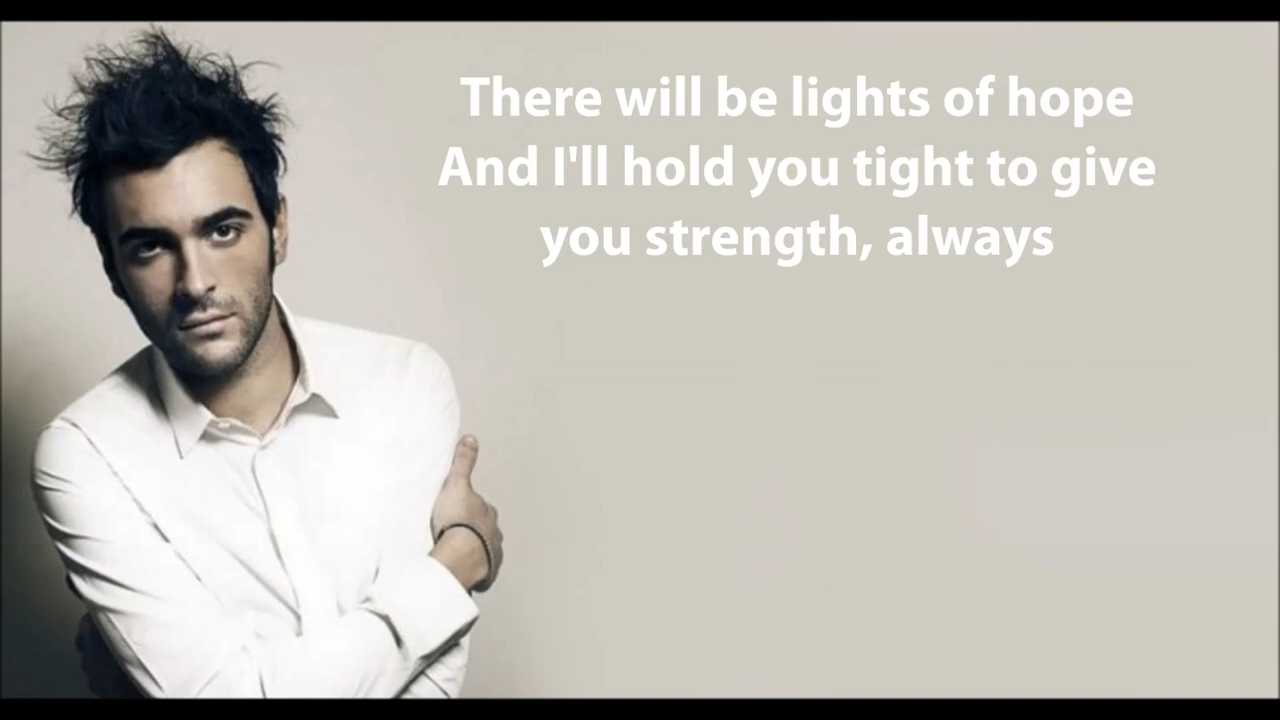 There will be lights of hope
And I'll hold you tight to give
you strength, always